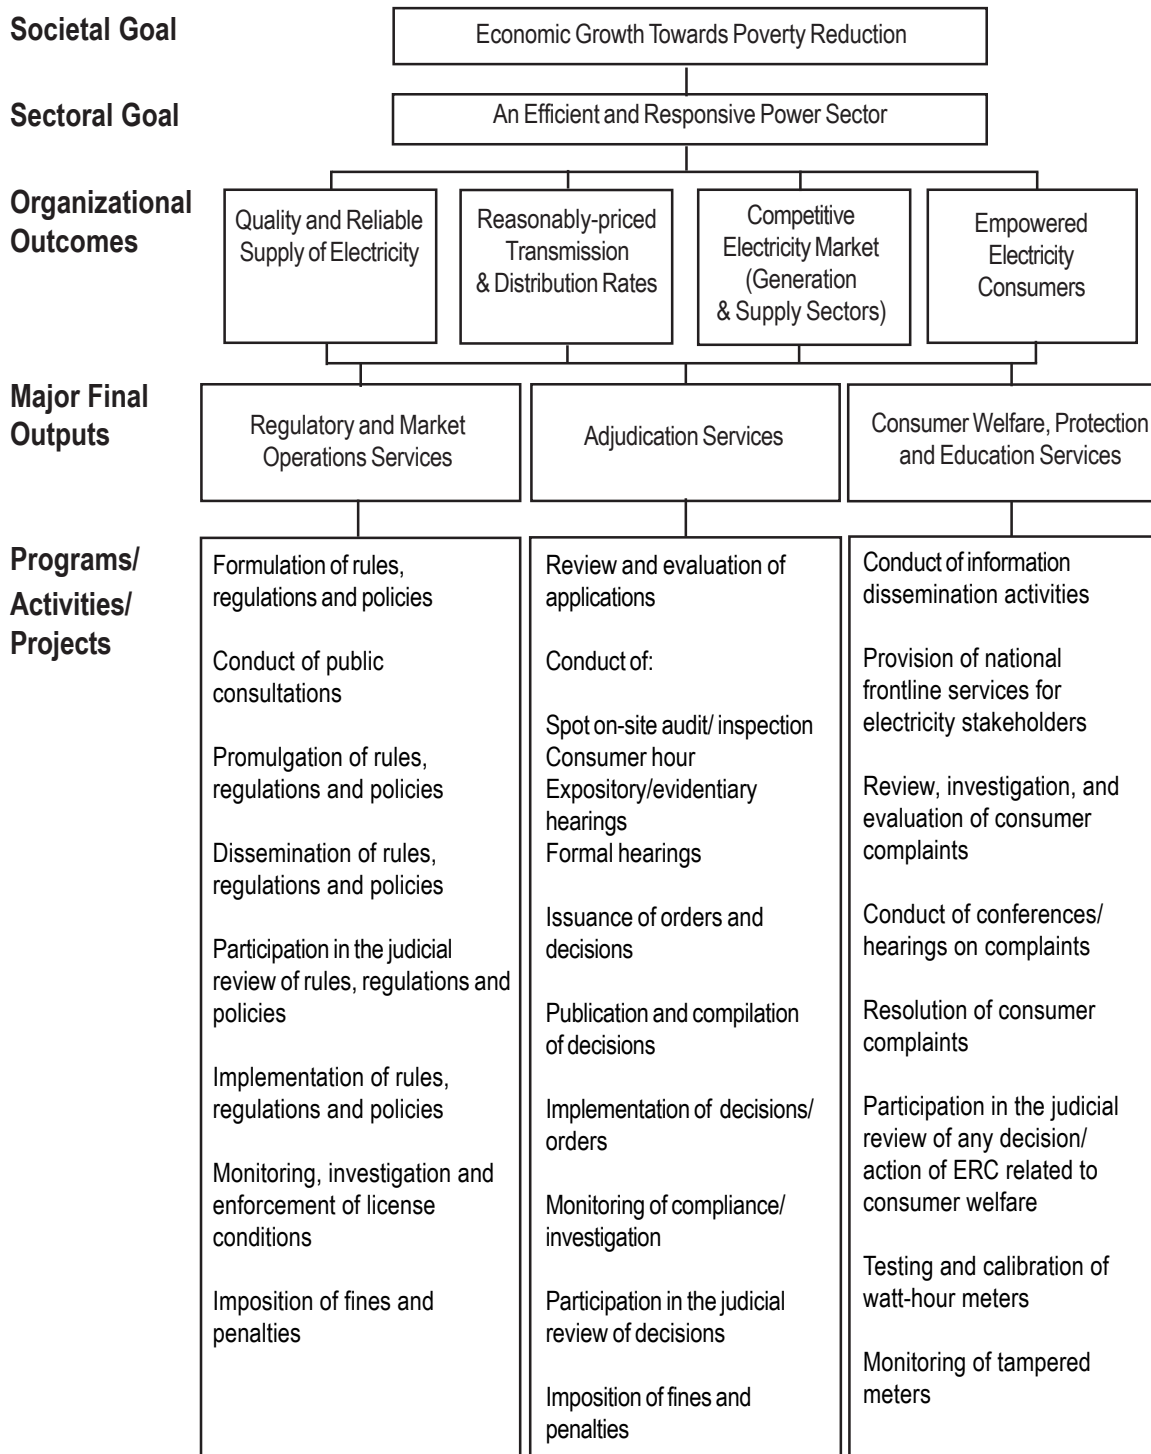 Societal Goal
Economic Growth Towards Poverty Reduction
Sectoral Goal
An Efficient and Responsive Power Sector
Organizational
Outcomes
Quality and Reliable
Supply of Electricity
Reasonably-priced
Transmission
& Distribution Rates
Competitive
Electricity Market
(Generation
& Supply Sectors)
Empowered
Electricity
Consumers
Major Final
Outputs
Regulatory and Market
Operations Services
Adjudication Services
Consumer Welfare, Protection
and Education Services
Programs/
Activities/
Projects
Formulation of rules,
regulations and policies
Conduct of public
consultations
Promulgation of rules,
regulations and policies
Dissemination of rules,
regulations and policies
Participation in the judicial
review of rules, regulations and
policies
Implementation of rules,
regulations and policies
Monitoring, investigation and
enforcement of license
conditions
Imposition of fines and
penalties
Review and evaluation of
applications
Conduct of:
Spot on-site audit/ inspection
Consumer hour
Expository/evidentiary
hearings
Formal hearings
Issuance of orders and
decisions
Publication and compilation
of decisions
Implementation of decisions/
orders
Monitoring of compliance/
investigation
Participation in the judicial
review of decisions
Imposition of fines and
penalties
Conduct of information
dissemination activities
Provision of national
frontline services for
electricity stakeholders
Review, investigation, and
evaluation of consumer
complaints
Conduct of conferences/
hearings on complaints
Resolution of consumer
complaints
Participation in the judicial
review of any decision/
action of ERC related to
consumer welfare
Testing and calibration of
watt-hour meters
Monitoring of tampered
meters